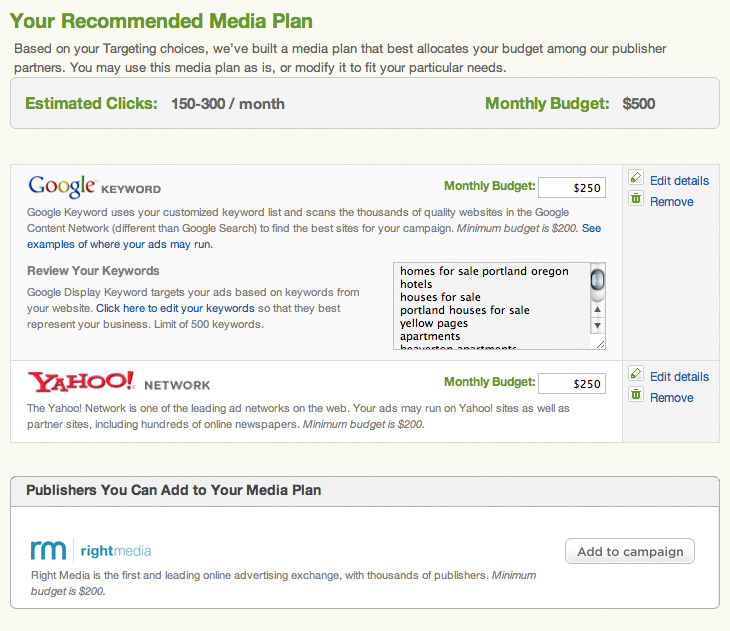 Your Recommended Media Plan
Based on your Targeting choices, we've built a media plan that best allocates your budget among our publisher
partners. You may use this media plan as is, or modify it to fit your particular needs.
Estimated Clicks: 150-300 / month
Monthly Budget: $500
Google™ KEYWORD
Monthly Budget: $250
Edit details
Remove
Google Keyword uses your customized keyword list and scans the thousands of quality websites in the Google
Content Network (different than Google Search) to find the best sites for your campaign. Minimum budget is $200. See
examples of where your ads may run.
Review Your Keywords
Google Display Keyword targets your ads based on keywords from
your website. Click here to edit your keywords so that they best
represent your business. Limit of 500 keywords.
homes for sale portland oregon
hotels
houses for sale
portland houses for sale
yellow pages
apartments
beaverton apartments
YAHOO! NETWORK
Monthly Budget: $250
Edit details
Remove
The Yahoo! Network is one of the leading ad networks on the web. Your ads may run on Yahoo! sites as well as
partner sites, including hundreds of online newspapers. Minimum budget is $200.
Publishers You Can Add to Your Media Plan
rm rightmedia
Add to campaign
Right Media is the first and leading online advertising exchange, with thousands of publishers. Minimum
budget is $200.